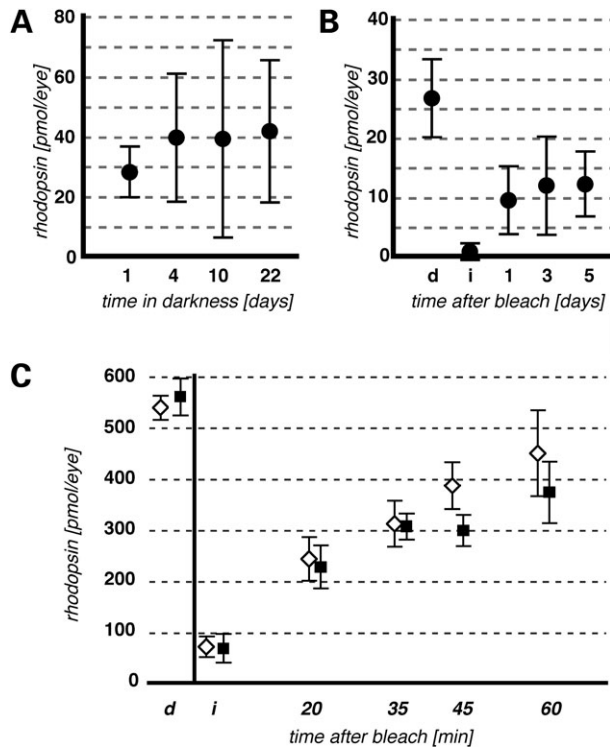 A
80
60
40
20
0
rhodopsin [pmol/eye]
1 4 10 22
time in darkness [days]
B
40
30
20
10
0
rhodopsin [pmol/eye]
d i 1 3 5
time after bleach [days]
C
600
500
400
300
200
100
0
rhodopsin [pmol/eye]
d i 20 35 45 60
time after bleach [min]